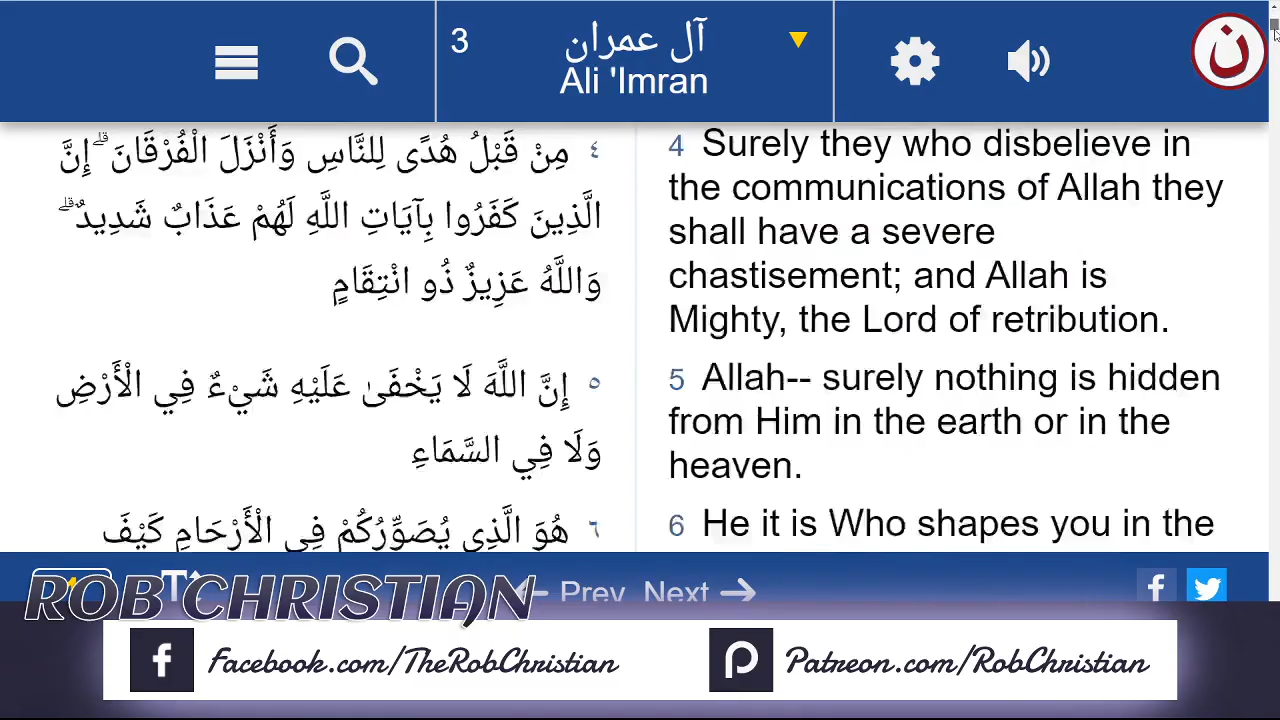 3
آل عمران
Ali 'Imran
ن
٤ مِنْ قَبْلُ هُدًى لِلنَّاسِ وَأَنْزَلَ الْفُرْقَانَ ۗ إِنَّ
الَّذِينَ كَفَرُوا بِآيَاتِ اللَّهِ لَهُمْ عَذَابٌ شَدِيدٌ ۗ
وَاللَّهُ عَزِيزٌ ذُو انْتِقَامٍ
٥ إِنَّ اللَّهَ لَا يَخْفَىٰ عَلَيْهِ شَيْءٌ فِي الْأَرْضِ
وَلَا فِي السَّمَاءِ
٦ هُوَ الَّذِي يُصَوِّرُكُمْ فِي الْأَرْحَامِ كَيْفَ
4 Surely they who disbelieve in
the communications of Allah they
shall have a severe
chastisement; and Allah is
Mighty, the Lord of retribution.
5 Allah-- surely nothing is hidden
from Him in the earth or in the
heaven.
6 He it is Who shapes you in the
Prev Next
ROB CHRISTIAN
Facebook.com/TheRobChristian
Patreon.com/RobChristian